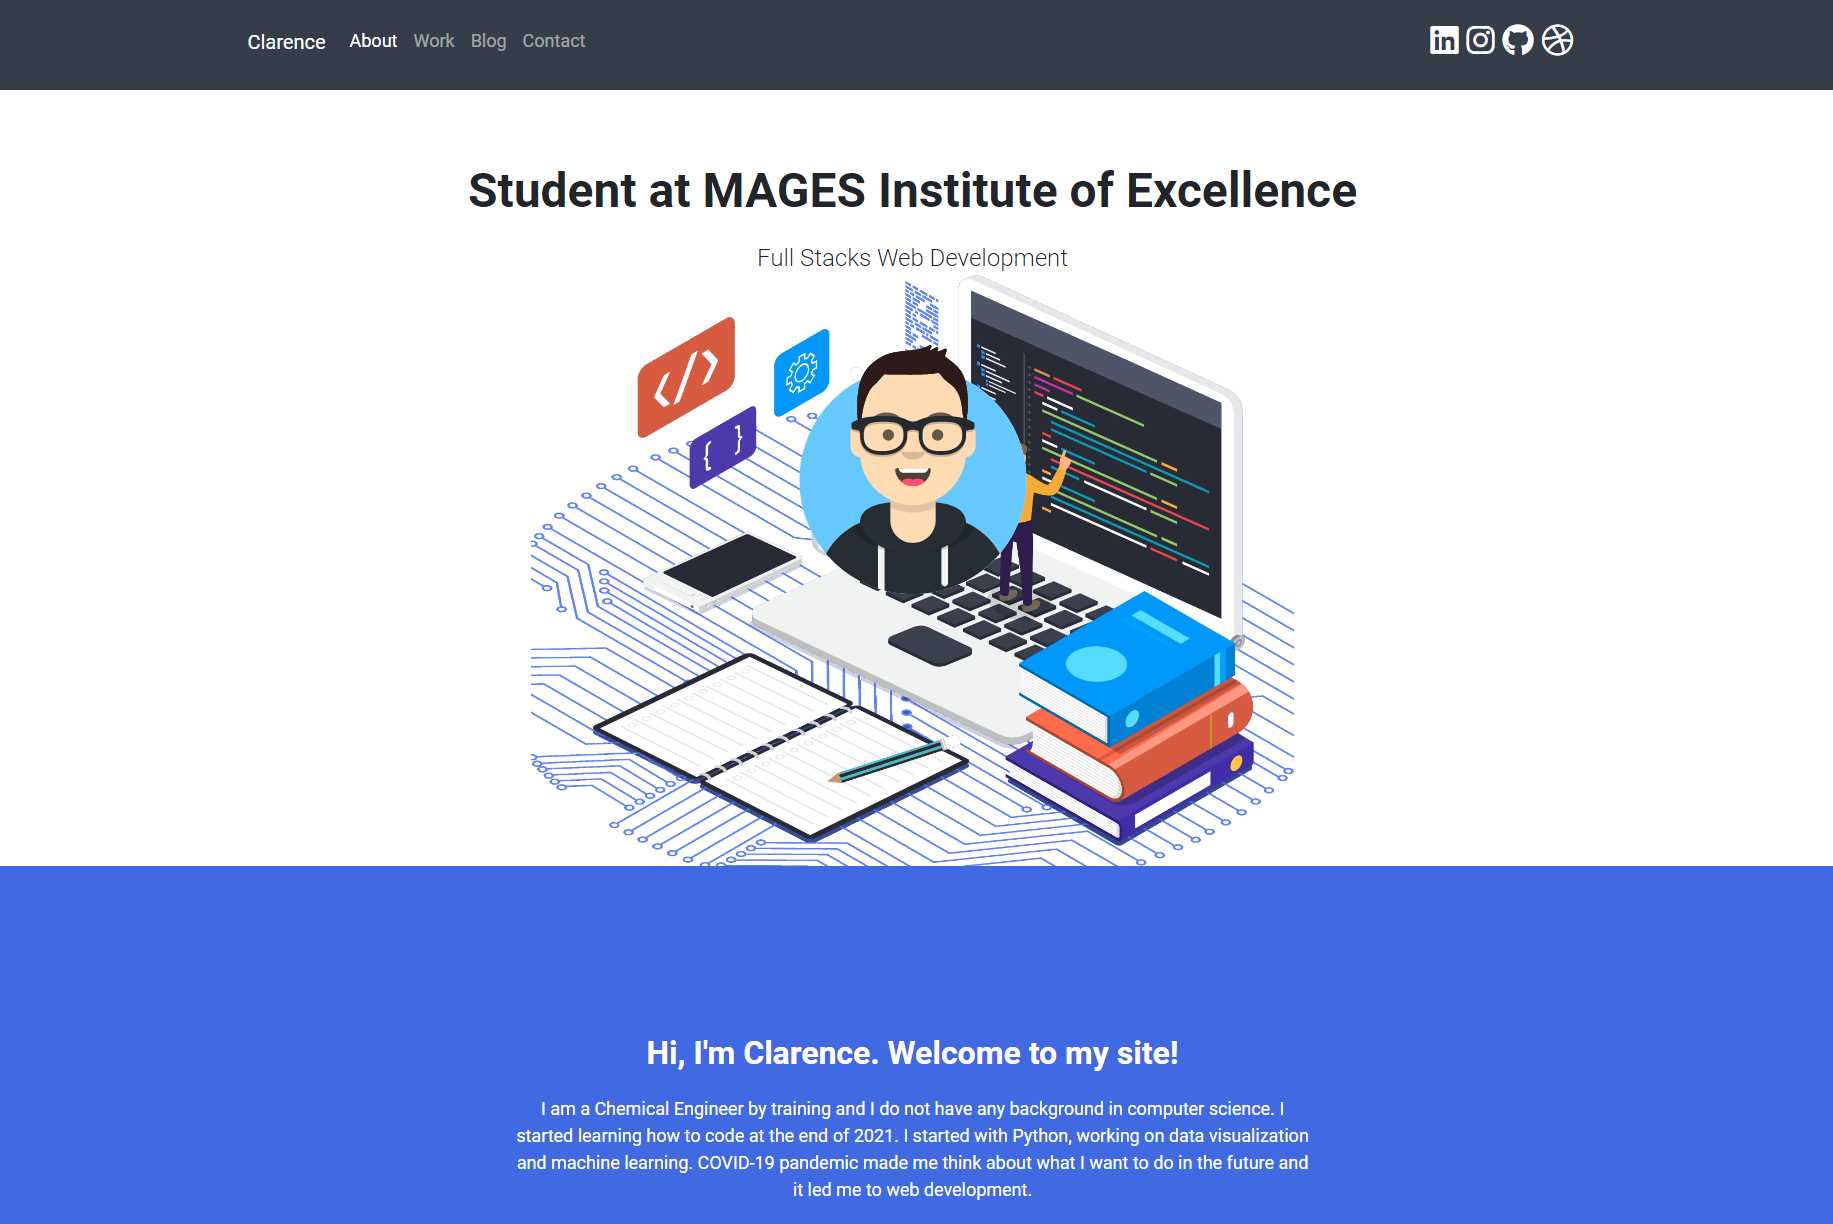 Clarence About Work Blog Contact
Student at MAGES Institute of Excellence
Full Stacks Web Development
Hi, I'm Clarence. Welcome to my site!
I am a Chemical Engineer by training and I do not have any background in computer science. I
started learning how to code at the end of 2021. I started with Python, working on data visualization
and machine learning. COVID-19 pandemic made me think about what I want to do in the future and
it led me to web development.